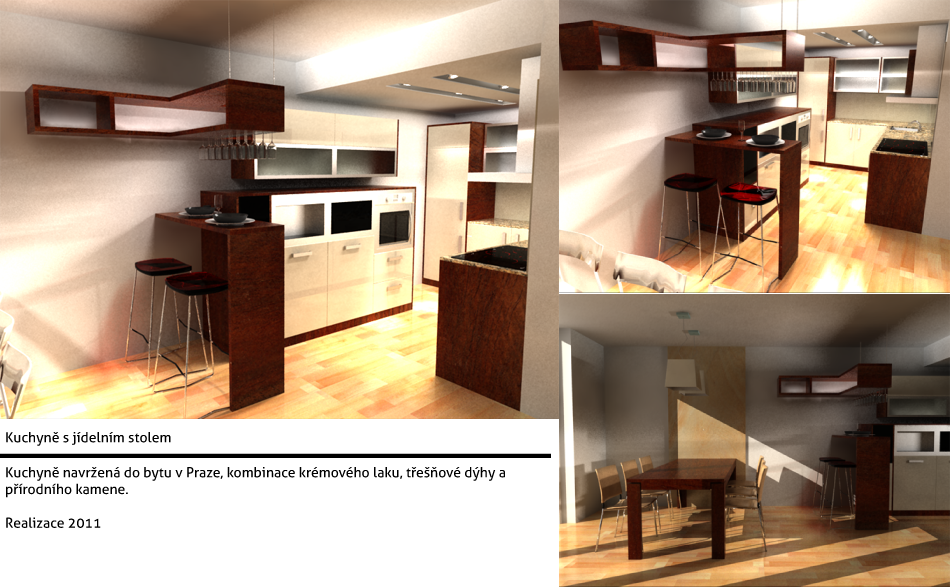 Kuchyně s jídelním stolem
Kuchyně navržená do bytu v Praze, kombinace krémového laku, třešňové dýhy a
přírodního kamene.
Realizace 2011